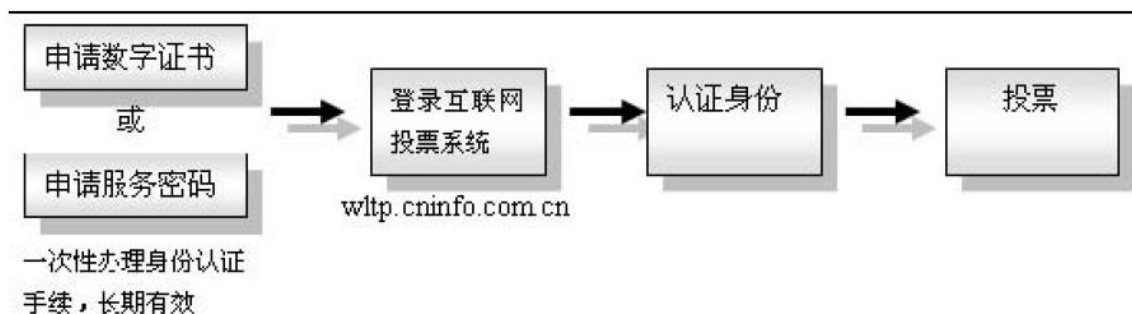 申请数字证书
或
申请服务密码
一次性办理身份认证
手续，长期有效
登录互联网
投票系统
wltp.cninfo.com.cn
认证身份
投票